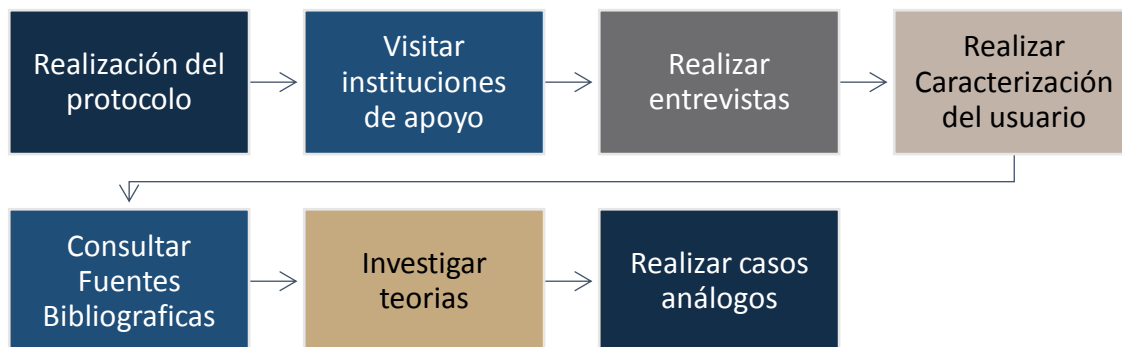 Realización del
protocolo
Visitar
instituciones
de apoyo
Realizar
entrevistas
Realizar
Caracterización
del usuario
Consultar
Fuentes
Bibliograficas
Investigar
teorias
Realizar casos
análogos